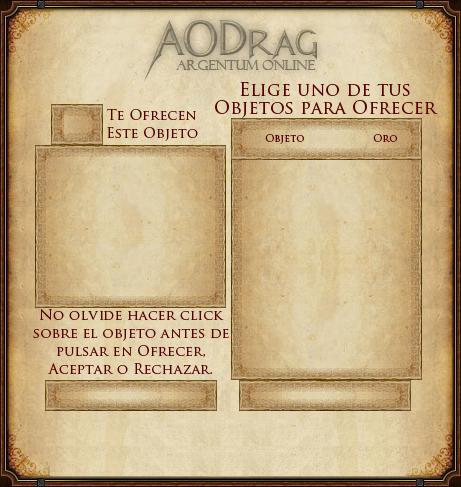 AODrag
Argentum Online
Elige uno de tus
Objetos para Ofrecer
Te Ofrecen
Este Objeto
Objeto Oro
No olvide hacer click
sobre el objeto antes de
pulsar en Ofrecer,
Aceptar o Rechazar.